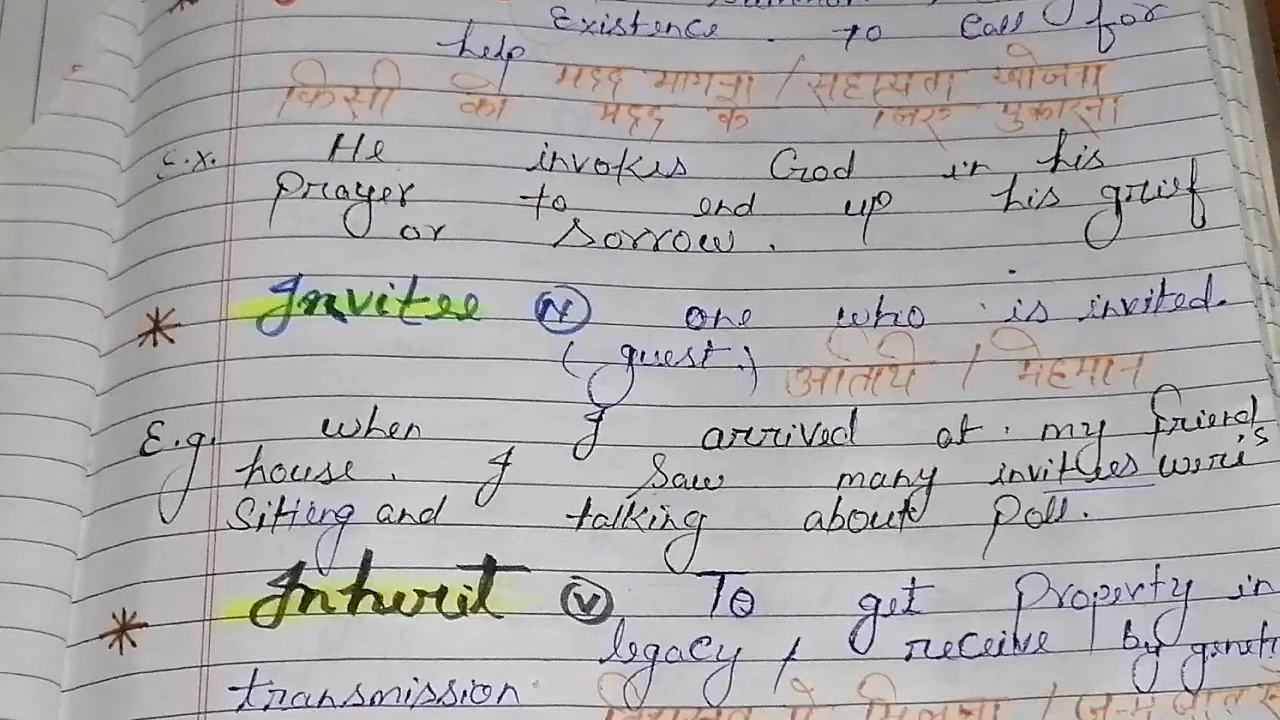 Existence. to Call for
help
मदद मांगना / सहायता खोजना
किसी को मदद के लिए पुकारना
E.x. He invokes God in his
prayer to end up his grief
or sorrow.
* Invitee (N) one who is invited.
(guest) अतिथि / मेहमान
E.g. when I arrived at my friend's
house. I saw many invitees were
sitting and talking about poll.
* Inherit (V) To get property in
legacy / receive by
transmission